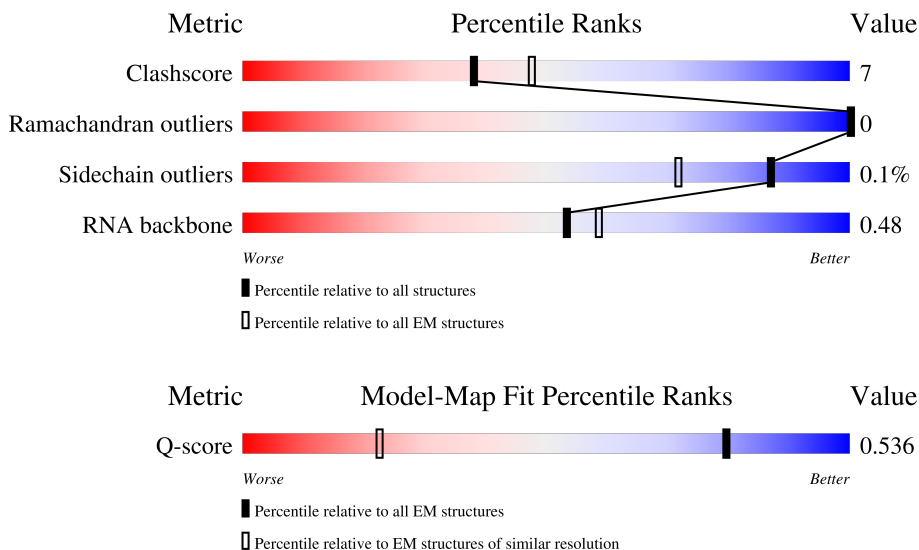 Metric Percentile Ranks Value
Clashscore 7
Ramachandran outliers 0
Sidechain outliers 0.1%
RNA backbone 0.48
Worse Better
Percentile relative to all structures
Percentile relative to all EM structures
Metric Model-Map Fit Percentile Ranks Value
Q-score 0.536
Worse Better
Percentile relative to all EM structures
Percentile relative to EM structures of similar resolution